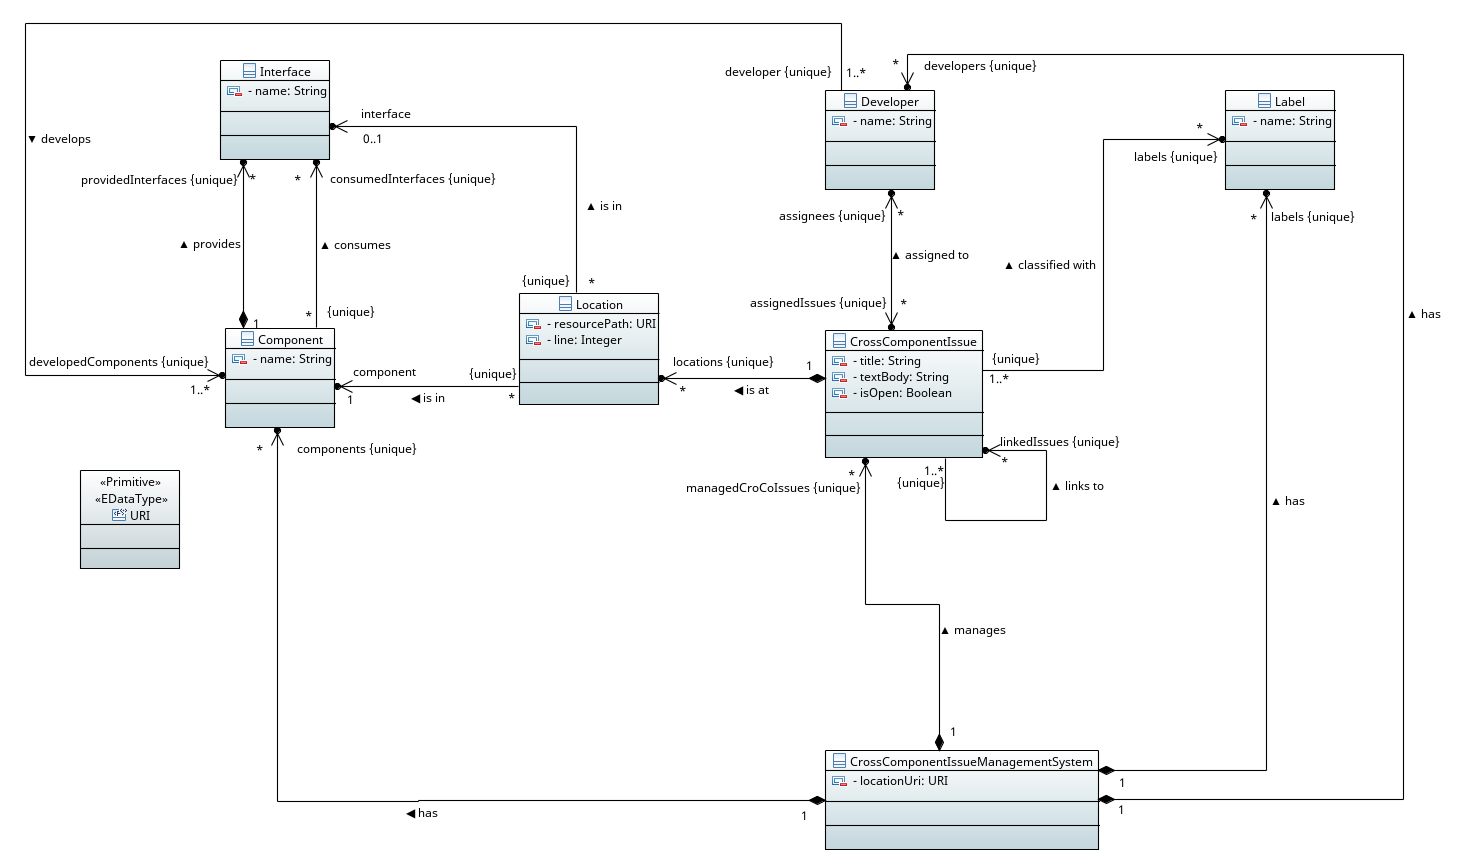 developer {unique}
1..*
*
developers {unique}
Interface
- name: String
Developer
- name: String
Label
- name: String
interface
0..1
▼ develops
*
labels {unique}
providedInterfaces {unique}
*
*
consumedInterfaces {unique}
▲ is in
assignees {unique}
*
*
labels {unique}
▲ provides
▲ consumes
▲ assigned to
▲ classified with
{unique}
*
assignedIssues {unique}
*
Location
- resourcePath: URI
- line: Integer
1
*
{unique}
▲ has
Component
- name: String
CrossComponentIssue
- title: String
- textBody: String
- isOpen: Boolean
developedComponents {unique}
1..*
component
1
{unique}
*
◀ is in
locations {unique}
*
1
◀ is at
{unique}
1..*
*
components {unique}
linkedIssues {unique}
*
1..*
{unique}
▲ links to
*
managedCroCoIssues {unique}
«Primitive»
«EDataType»
URI
▲ has
▲ manages
1
CrossComponentIssueManagementSystem
- locationUri: URI
1
1
1
◀ has